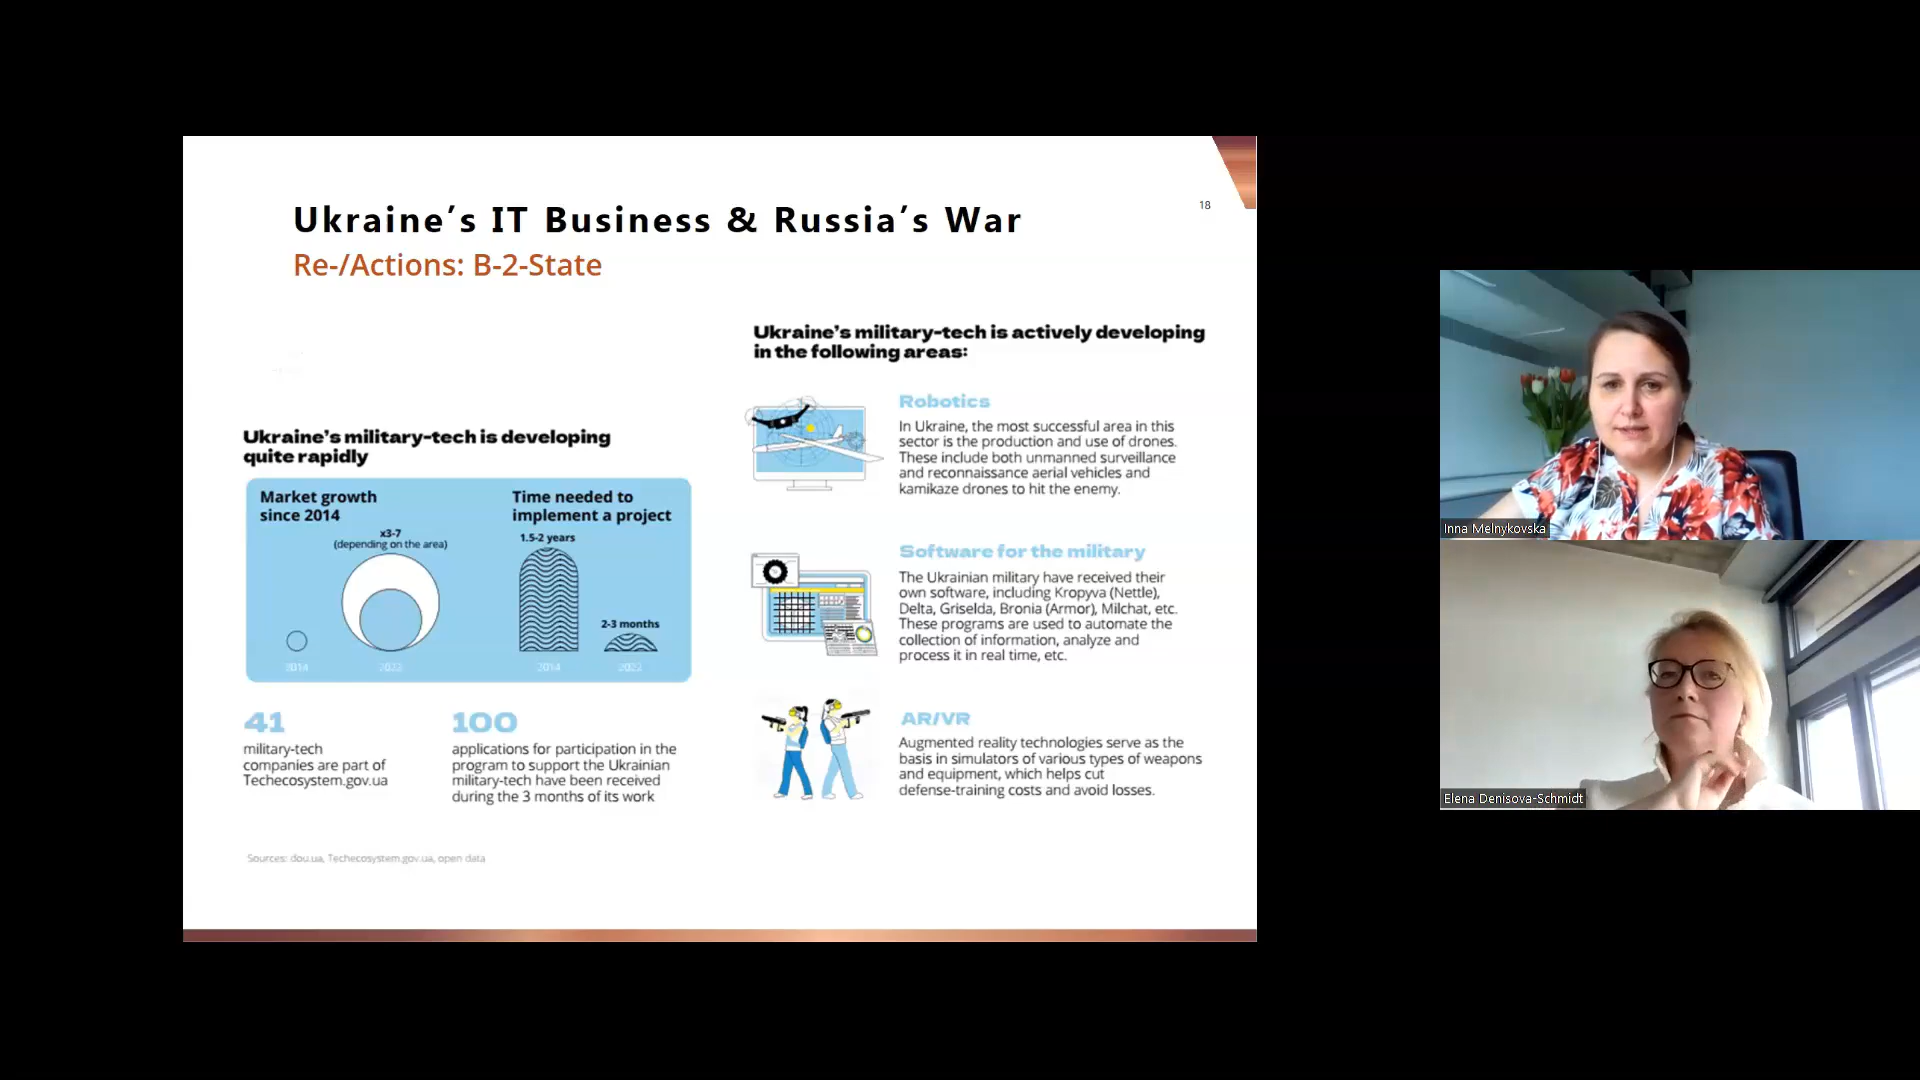 18
Ukraine’s IT Business & Russia’s War
Re-/Actions: B-2-State
Ukraine’s military-tech is developing
quite rapidly
Market growth
since 2014
x3-7
(depending on the area)
2014
2022
Time needed to
implement a project
1.5-2 years
2-3 months
2014
2022
41
military-tech
companies are part of
Techecosystem.gov.ua
100
applications for participation in the
program to support the Ukrainian
military-tech have been received
during the 3 months of its work
Sources: dou.ua, Techecosystem.gov.ua, open data
Ukraine’s military-tech is actively developing
in the following areas:
Robotics
In Ukraine, the most successful area in this
sector is the production and use of drones.
These include both unmanned surveillance
and reconnaissance aerial vehicles and
kamikaze drones to hit the enemy.
Software for the military
The Ukrainian military have received their
own software, including Kropyva (Nettle),
Delta, Griselda, Bronia (Armor), Milchat, etc.
These programs are used to automate the
collection of information, analyze and
process it in real time, etc.
AR/VR
Augmented reality technologies serve as the
basis in simulators of various types of weapons
and equipment, which helps cut
defense-training costs and avoid losses.
Inna Melnykovska
Elena Denisova-Schmidt